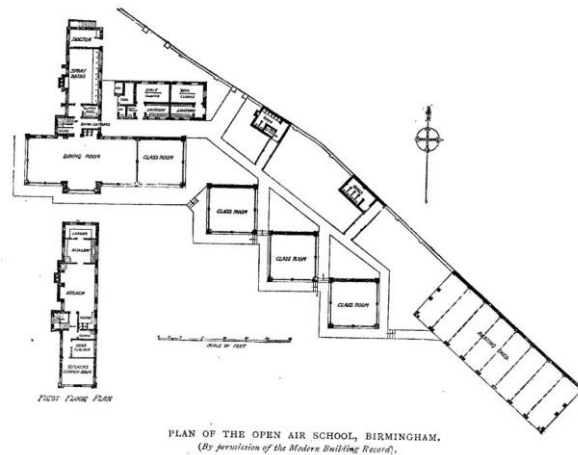 DOCTOR
SPRAY
BATHS
GIRLS
CLOAKS
BOYS
CLOAKS
DINING ROOM
CLASS ROOM
CLASS ROOM
CLASS ROOM
CLASS ROOM
RESTING SHED
LARDER
SCULLERY
KITCHEN
HEAD
TEACHER
TEACHERS
COMMON ROOM
SCALE OF FEET
FIRST FLOOR PLAN
PLAN OF THE OPEN AIR SCHOOL, BIRMINGHAM.
(By permission of the Modern Building Record).